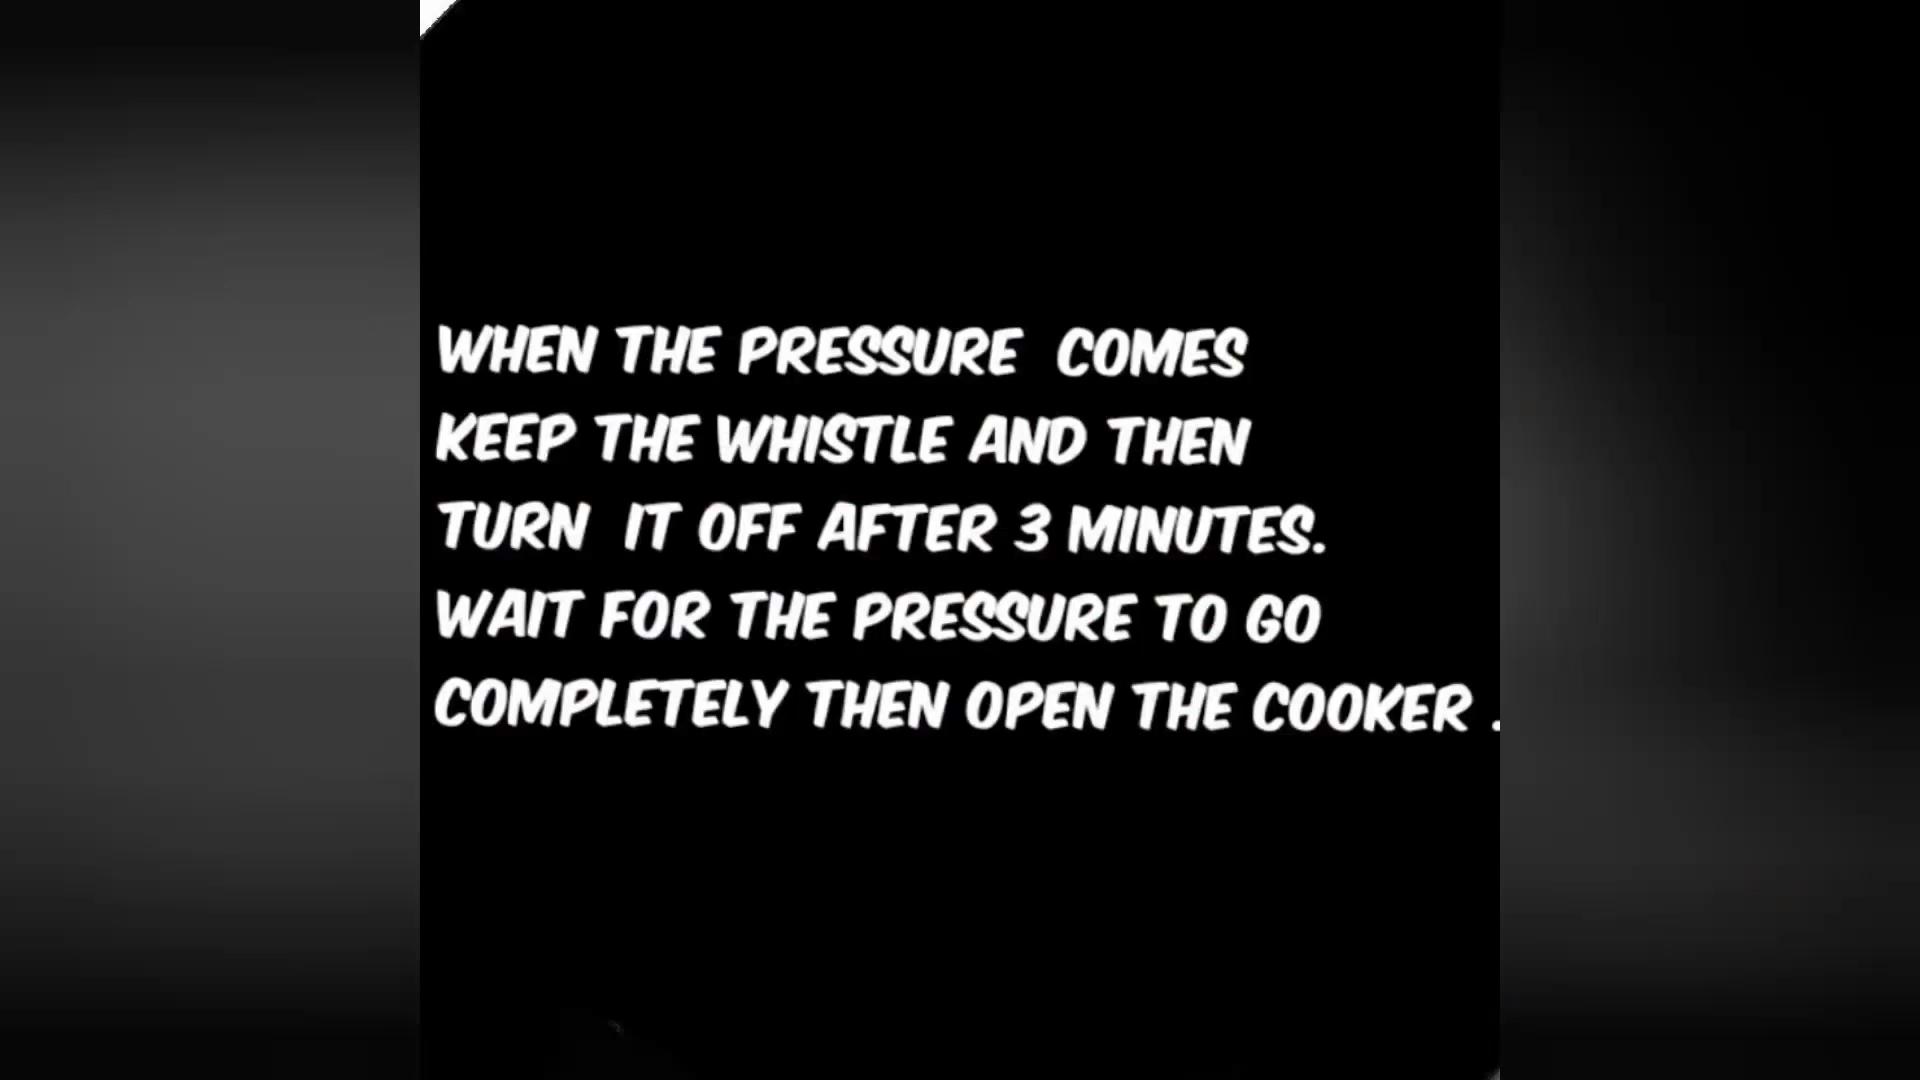 WHEN THE PRESSURE COMES
KEEP THE WHISTLE AND THEN
TURN IT OFF AFTER 3 MINUTES.
WAIT FOR THE PRESSURE TO GO
COMPLETELY THEN OPEN THE COOKER .